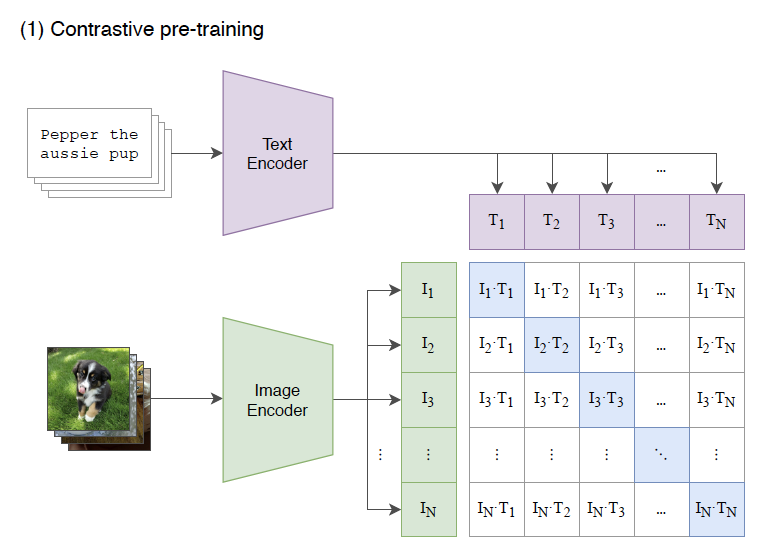 (1) Contrastive pre-training
Pepper the
aussie pup
Text
Encoder
...
T1 T2 T3 ... TN
I1 I1·T1 I1·T2 I1·T3 ... I1·TN
I2 I2·T1 I2·T2 I2·T3 ... I2·TN
Image
Encoder
I3 I3·T1 I3·T2 I3·T3 ... I3·TN
⋮ ⋮ ⋮ ⋮ ⋮ ⋱ ⋮
IN IN·T1 IN·T2 IN·T3 ... IN·TN